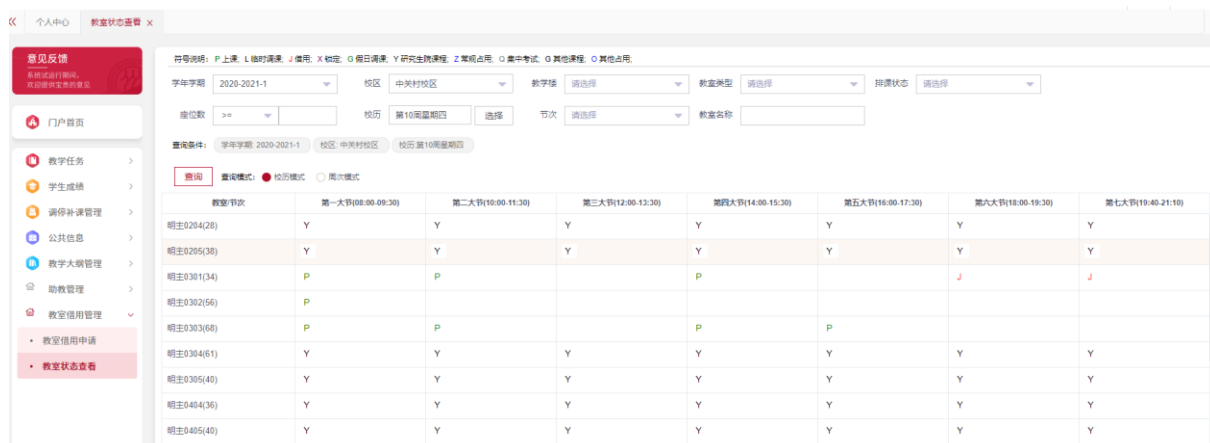 个人中心 教室状态查看 ×
意见反馈
系统试运行期间，
欢迎提供宝贵的意见
门户首页
教学任务
学生成绩
调停补课管理
公共信息
教学大纲管理
助教管理
教室借用管理
教室借用申请
教室状态查看
符号说明: P 上课; L 临时调课; J 借用; X 锁定; G 假日调课; Y 研究生院课程; Z 常规占用; Q 集中考试; G 其他课程; O 其他占用;
学年学期 2020-2021-1 校区 中关村校区 教学楼 请选择 教室类型 请选择 排课状态 请选择
座位数 >= 校历 第10周星期四 选择 节次 请选择 教室名称
查询条件: 学年学期: 2020-2021-1 校区: 中关村校区 校历:第10周星期四
查询 查询模式: 校历模式 周次模式
教室/节次 第一大节(08:00-09:30) 第二大节(10:00-11:30) 第三大节(12:00-13:30) 第四大节(14:00-15:30) 第五大节(16:00-17:30) 第六大节(18:00-19:30) 第七大节(19:40-21:10)
明主0204(28) Y Y Y Y Y Y Y
明主0205(38) Y Y Y Y Y Y Y
明主0301(34) P P P J J
明主0302(56) P
明主0303(68) P P P P
明主0304(61) Y Y Y Y Y Y Y
明主0305(40) Y Y Y Y Y Y Y
明主0404(36) Y Y Y Y Y Y Y
明主0405(40) Y Y Y Y Y Y Y